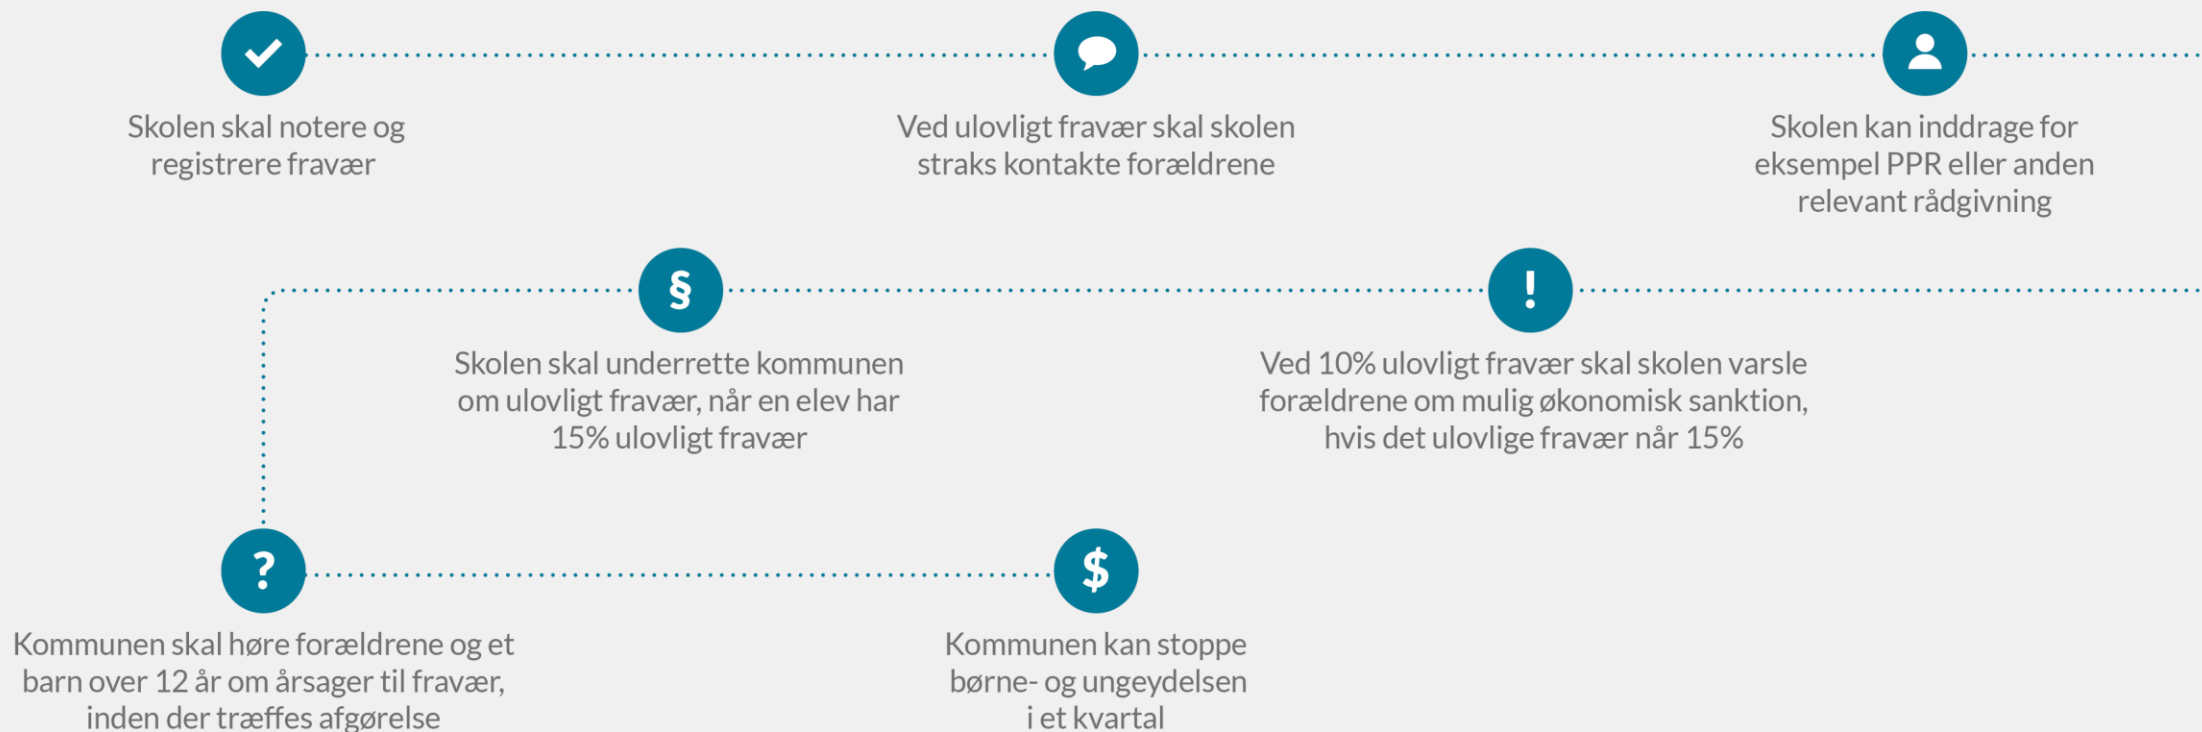 Skolen skal notere og
registrere fravær
Ved ulovligt fravær skal skolen
straks kontakte forældrene
Skolen kan inddrage for
eksempel PPR eller anden
relevant rådgivning
§
!
Skolen skal underrette kommunen
om ulovligt fravær, når en elev har
15% ulovligt fravær
Ved 10% ulovligt fravær skal skolen varsle
forældrene om mulig økonomisk sanktion,
hvis det ulovlige fravær når 15%
?
$
Kommunen skal høre forældrene og et
barn over 12 år om årsager til fravær,
inden der træffes afgørelse
Kommunen kan stoppe
børne- og ungeydelsen
i et kvartal